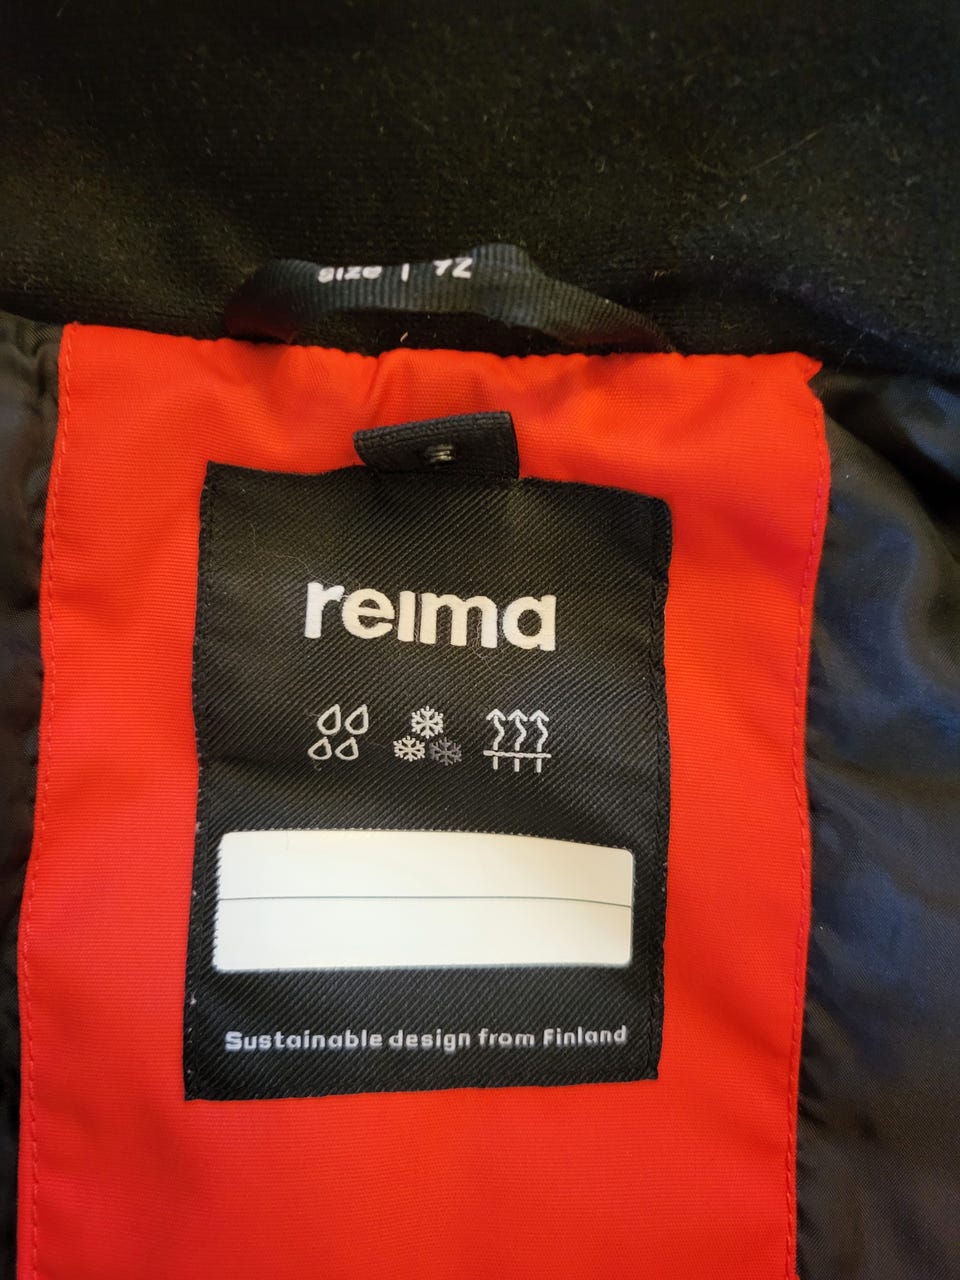 size |
reima
Sustainable design from Finland